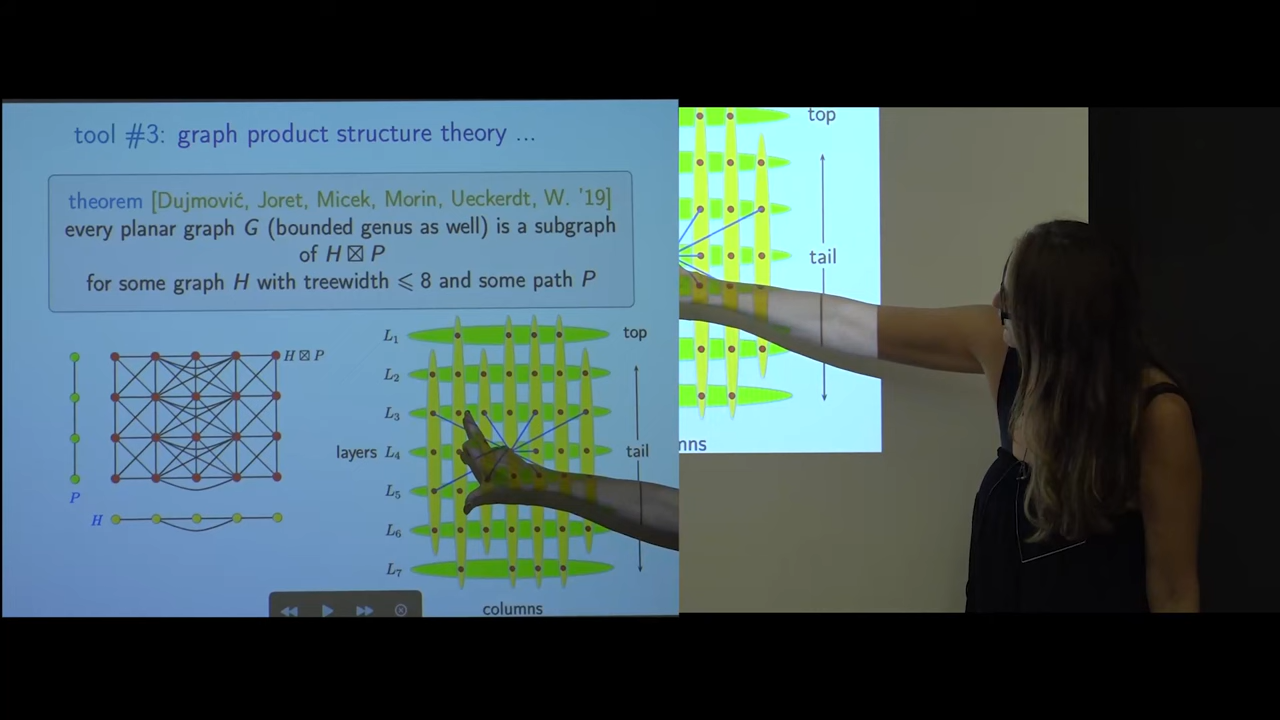 tool #3: graph product structure theory ...
theorem [Dujmović, Joret, Micek, Morin, Ueckerdt, W. '19]
every planar graph G (bounded genus as well) is a subgraph
of H ⊠ P
for some graph H with treewidth ⩽ 8 and some path P
H ⊠ P
P
H
L₁
L₂
L₃
layers L₄
L₅
L₆
L₇
top
tail
columns
top
tail
nns